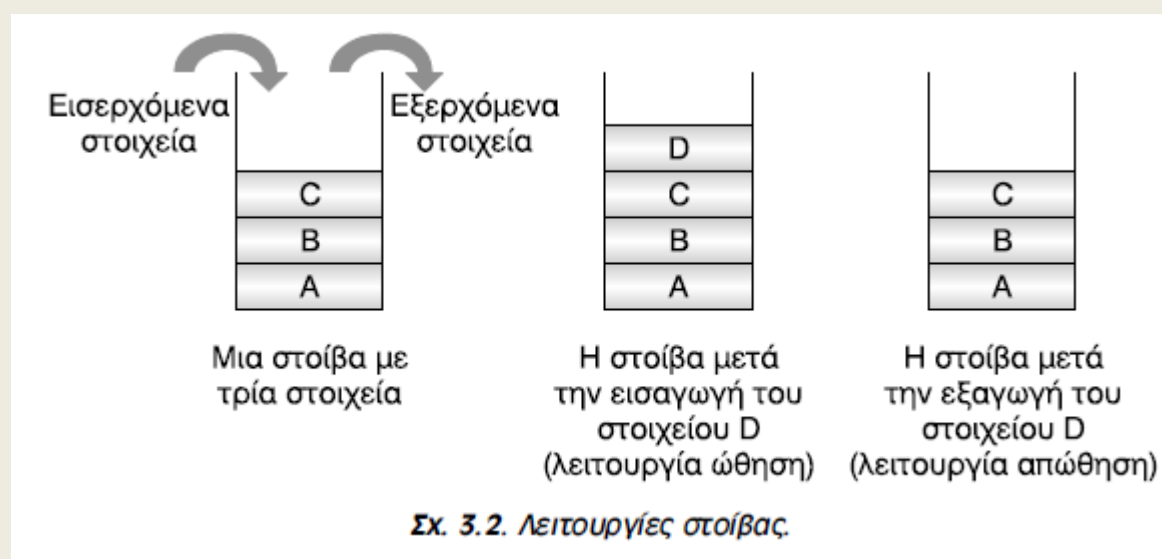 Εισερχόμενα
στοιχεία
Εξερχόμενα
στοιχεία
C
B
A
D
C
B
A
C
B
A
Μια στοίβα με
τρία στοιχεία
Η στοίβα μετά
την εισαγωγή του
στοιχείου D
(λειτουργία ώθηση)
Η στοίβα μετά
την εξαγωγή του
στοιχείου D
(λειτουργία απώθηση)
Σχ. 3.2. Λειτουργίες στοίβας.